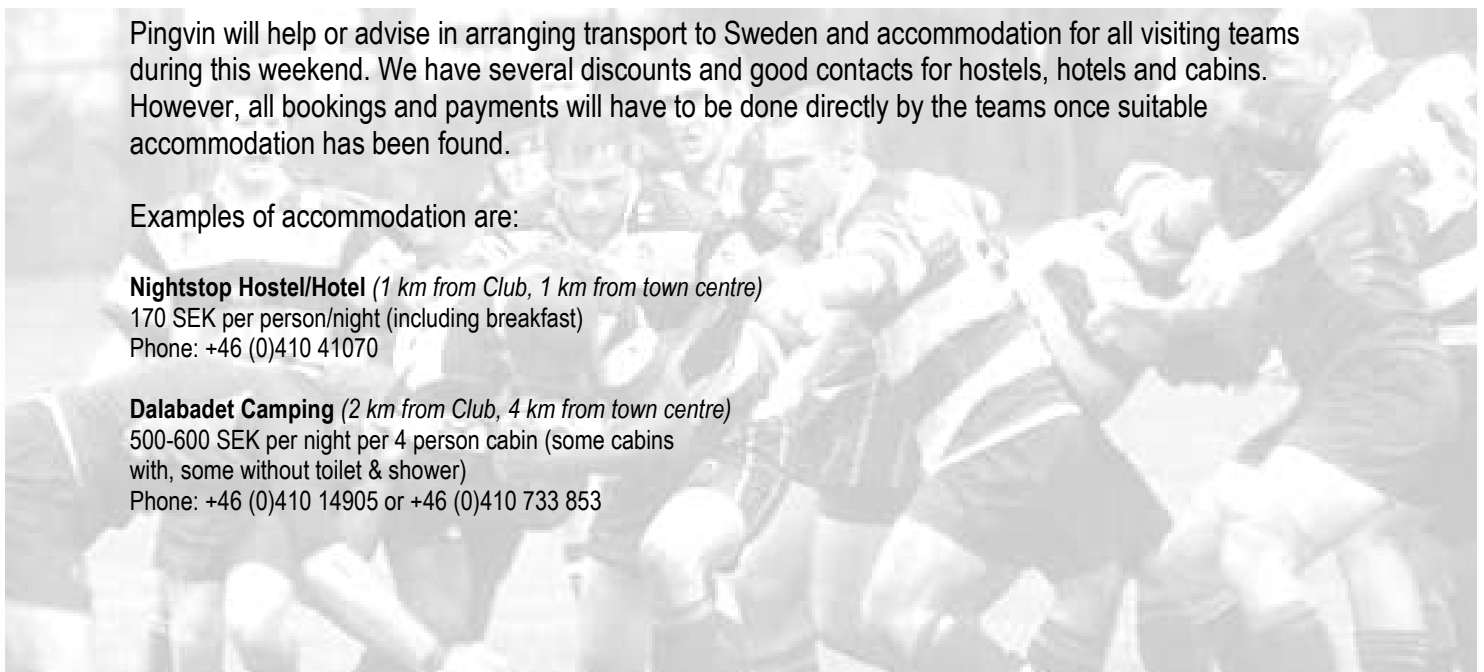 Pingvin will help or advise in arranging transport to Sweden and accommodation for all visiting teams
during this weekend. We have several discounts and good contacts for hostels, hotels and cabins.
However, all bookings and payments will have to be done directly by the teams once suitable
accommodation has been found.
Examples of accommodation are:
Nightstop Hostel/Hotel (1 km from Club, 1 km from town centre)
170 SEK per person/night (including breakfast)
Phone: +46 (0)410 41070
Dalabadet Camping (2 km from Club, 4 km from town centre)
500-600 SEK per night per 4 person cabin (some cabins
with, some without toilet & shower)
Phone: +46 (0)410 14905 or +46 (0)410 733 853